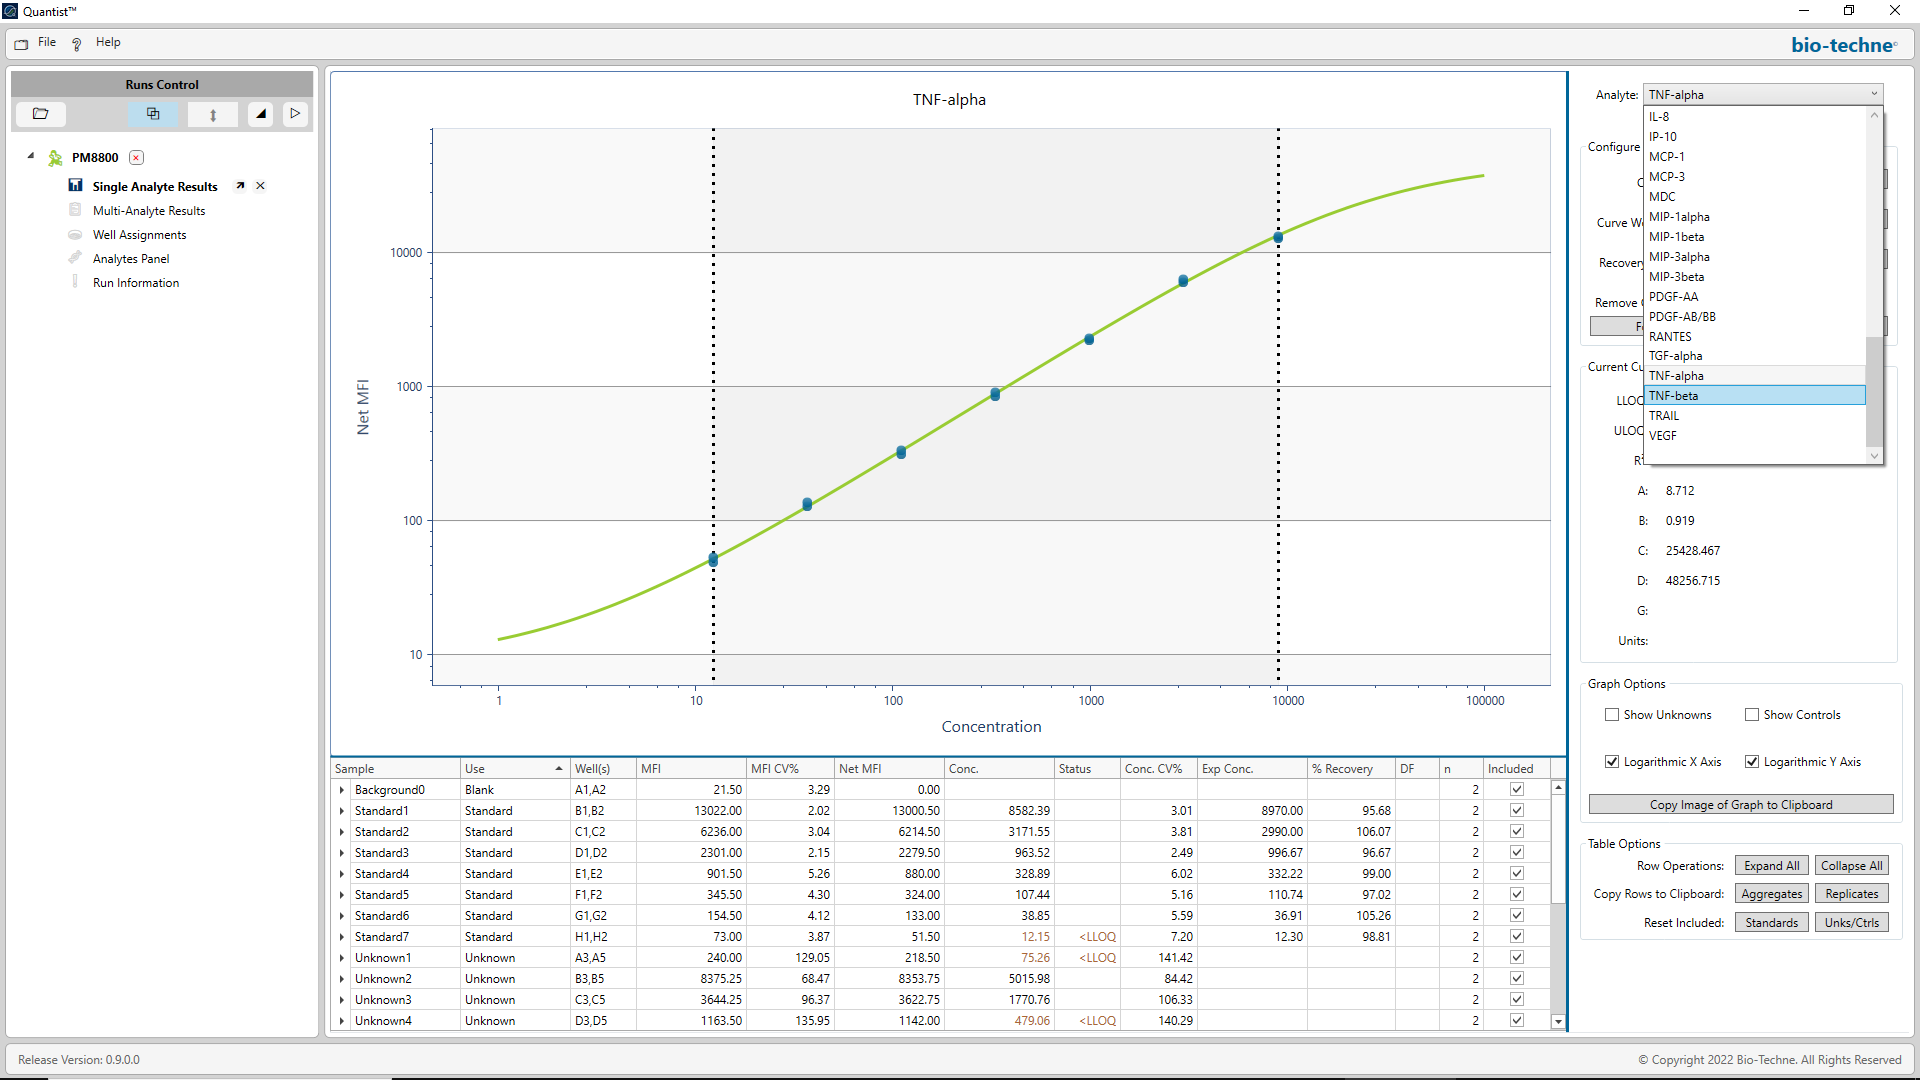 Quantist™
File
Help
bio-techne®
Runs Control
PM8800
Single Analyte Results
Multi-Analyte Results
Well Assignments
Analytes Panel
Run Information
TNF-alpha
Net MFI
10000
1000
100
10
1 10 100 1000 10000 100000
Concentration
Sample Use Well(s) MFI MFI CV% Net MFI Conc. Status Conc. CV% Exp Conc. % Recovery DF n Included
Background0 Blank A1,A2 21.50 3.29 0.00 2
Standard1 Standard B1,B2 13022.00 2.02 13000.50 8582.39 3.01 8970.00 95.68 2
Standard2 Standard C1,C2 6236.00 3.04 6214.50 3171.55 3.81 2990.00 106.07 2
Standard3 Standard D1,D2 2301.00 2.15 2279.50 963.52 2.49 996.67 96.67 2
Standard4 Standard E1,E2 901.50 5.26 880.00 328.89 6.02 332.22 99.00 2
Standard5 Standard F1,F2 345.50 4.30 324.00 107.44 5.16 110.74 97.02 2
Standard6 Standard G1,G2 154.50 4.12 133.00 38.85 5.59 36.91 105.26 2
Standard7 Standard H1,H2 73.00 3.87 51.50 12.15 <LLOQ 7.20 12.30 98.81 2
Unknown1 Unknown A3,A5 240.00 129.05 218.50 75.26 <LLOQ 141.42 2
Unknown2 Unknown B3,B5 8375.25 68.47 8353.75 5015.98 84.42 2
Unknown3 Unknown C3,C5 3644.25 96.37 3622.75 1770.76 106.33 2
Unknown4 Unknown D3,D5 1163.50 135.95 1142.00 479.06 <LLOQ 140.29 2
Analyte: TNF-alpha
IL-8
IP-10
MCP-1
MCP-3
MDC
MIP-1alpha
MIP-1beta
MIP-3alpha
MIP-3beta
PDGF-AA
PDGF-AB/BB
RANTES
TGF-alpha
TNF-alpha
TNF-beta
TRAIL
VEGF
Configure
Curve We
Recovery
Remove
Current Cu
LLOQ
ULOQ
A: 8.712
B: 0.919
C: 25428.467
D: 48256.715
G:
Units:
Graph Options
Show Unknowns Show Controls
Logarithmic X Axis Logarithmic Y Axis
Copy Image of Graph to Clipboard
Table Options
Row Operations: Expand All Collapse All
Copy Rows to Clipboard: Aggregates Replicates
Reset Included: Standards Unks/Ctrls
Release Version: 0.9.0.0
© Copyright 2022 Bio-Techne. All Rights Reserved